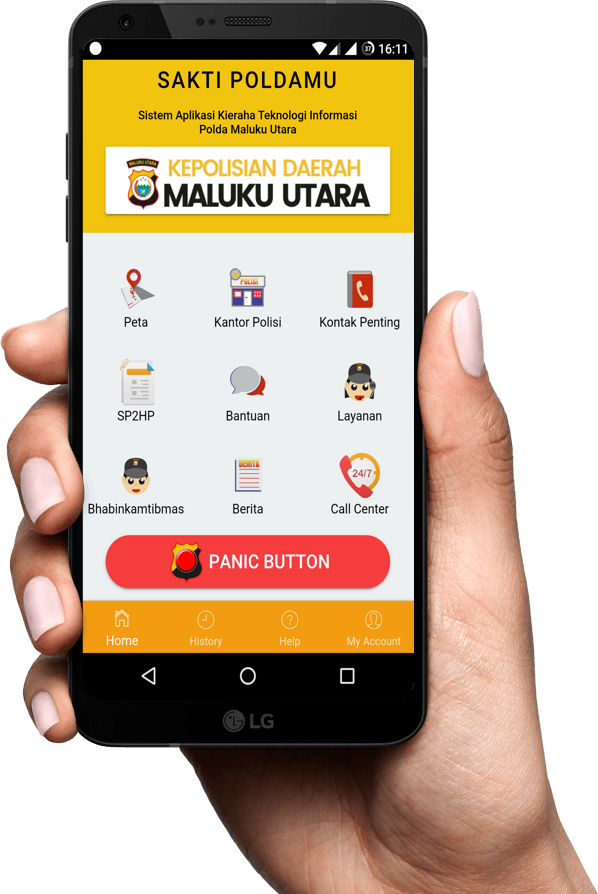 37 16:11
SAKTI POLDAMU
Sistem Aplikasi Kieraha Teknologi Informasi
Polda Maluku Utara
MALUKU UTARA
KEPOLISIAN DAERAH
MALUKU UTARA
POLISI
Peta
Kantor Polisi
Kontak Penting
SP2HP
Bantuan
Layanan
BERITA
24/7
Bhabinkamtibmas
Berita
Call Center
PANIC BUTTON
Home
History
Help
My Account
LG